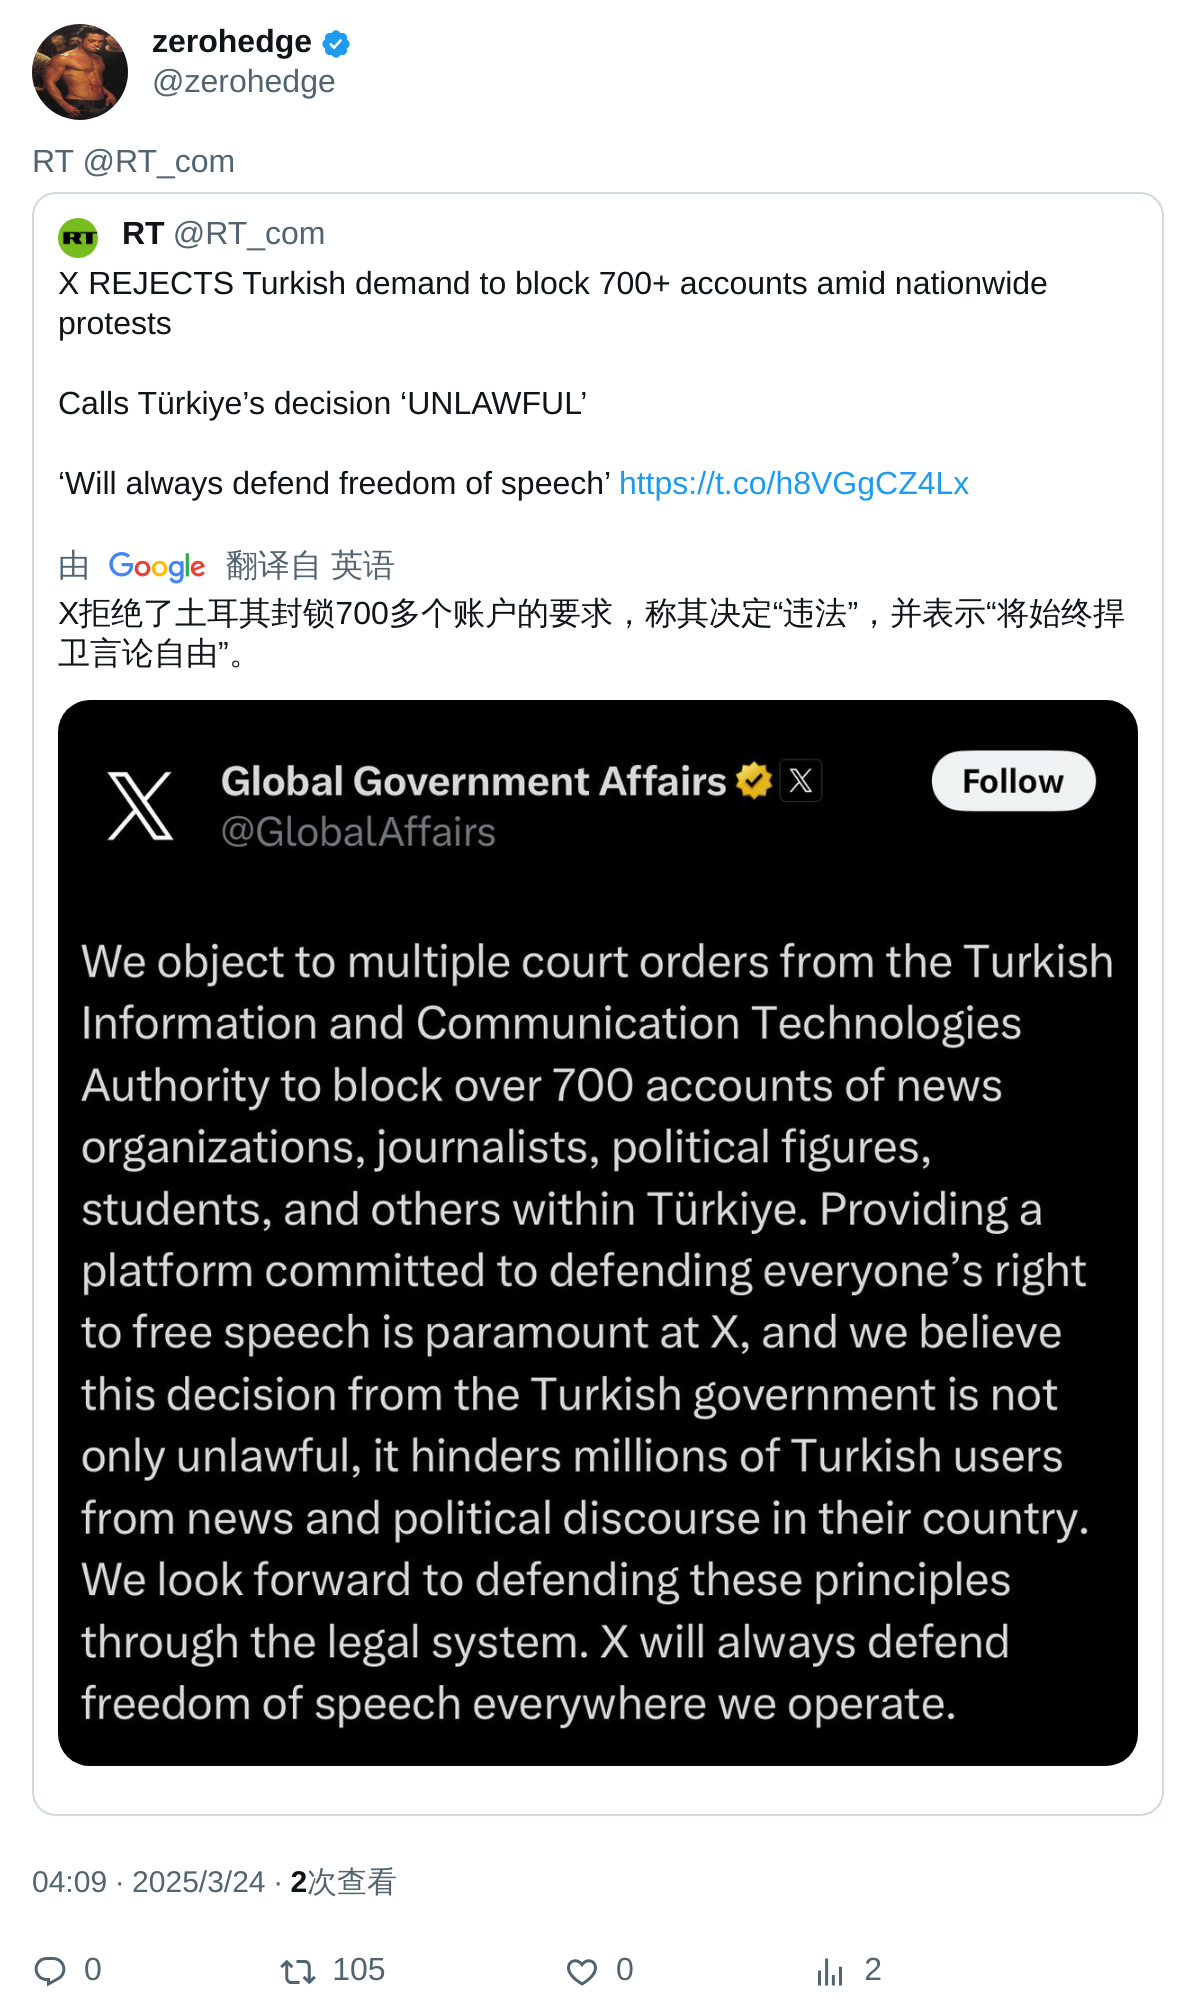 zerohedge
@zerohedge
RT @RT_com
RT RT @RT_com
X REJECTS Turkish demand to block 700+ accounts amid nationwide
protests
Calls Türkiye’s decision ‘UNLAWFUL’
‘Will always defend freedom of speech’ https://t.co/h8VGgCZ4Lx
由 Google 翻译自 英语
X拒绝了土耳其封锁700多个账户的要求，称其决定“违法”，并表示“将始终捍
卫言论自由”。
Global Government Affairs
Follow
@GlobalAffairs
We object to multiple court orders from the Turkish
Information and Communication Technologies
Authority to block over 700 accounts of news
organizations, journalists, political figures,
students, and others within Türkiye. Providing a
platform committed to defending everyone’s right
to free speech is paramount at X, and we believe
this decision from the Turkish government is not
only unlawful, it hinders millions of Turkish users
from news and political discourse in their country.
We look forward to defending these principles
through the legal system. X will always defend
freedom of speech everywhere we operate.
04:09 · 2025/3/24 · 2次查看
0 105 0 2